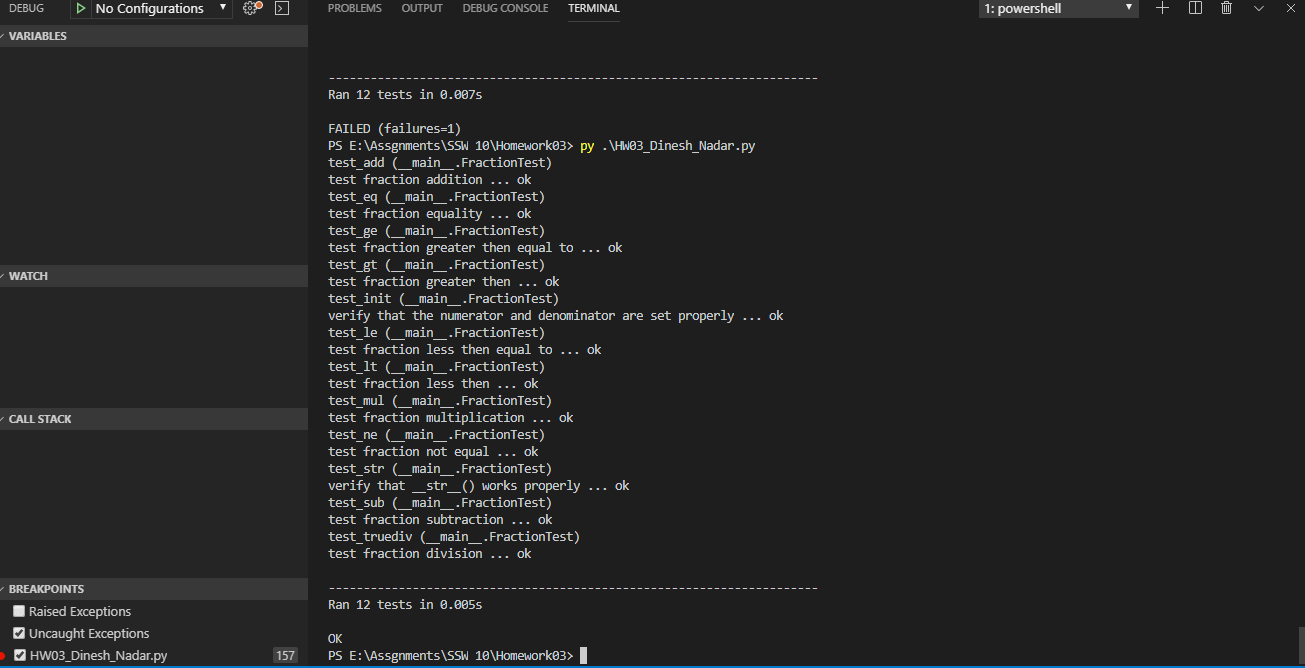 DEBUG
No Configurations
VARIABLES
WATCH
CALL STACK
BREAKPOINTS
Raised Exceptions
Uncaught Exceptions
HW03_Dinesh_Nadar.py 157
PROBLEMS OUTPUT DEBUG CONSOLE TERMINAL
1: powershell
----------------------------------------------------------------------
Ran 12 tests in 0.007s
FAILED (failures=1)
PS E:\Assgnments\SSW 10\Homework03> py .\HW03_Dinesh_Nadar.py
test_add (__main__.FractionTest)
test fraction addition ... ok
test_eq (__main__.FractionTest)
test fraction equality ... ok
test_ge (__main__.FractionTest)
test fraction greater then equal to ... ok
test_gt (__main__.FractionTest)
test fraction greater then ... ok
test_init (__main__.FractionTest)
verify that the numerator and denominator are set properly ... ok
test_le (__main__.FractionTest)
test fraction less then equal to ... ok
test_lt (__main__.FractionTest)
test fraction less then ... ok
test_mul (__main__.FractionTest)
test fraction multiplication ... ok
test_ne (__main__.FractionTest)
test fraction not equal ... ok
test_str (__main__.FractionTest)
verify that __str__() works properly ... ok
test_sub (__main__.FractionTest)
test fraction subtraction ... ok
test_truediv (__main__.FractionTest)
test fraction division ... ok
----------------------------------------------------------------------
Ran 12 tests in 0.005s
OK
PS E:\Assgnments\SSW 10\Homework03>